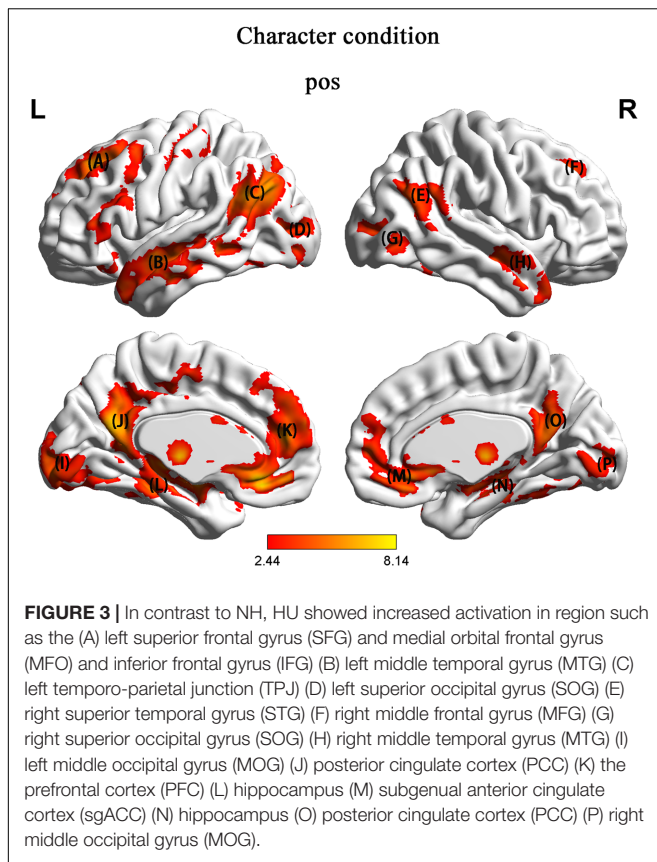 Character condition
pos
L
R
(A)
(F)
(C)
(E)
(D)
(G)
(B)
(H)
(J)
(O)
(K)
(I)
(M)
(P)
(L)
(N)
2.44
8.14
FIGURE 3 | In contrast to NH, HU showed increased activation in region such
as the (A) left superior frontal gyrus (SFG) and medial orbital frontal gyrus
(MFO) and inferior frontal gyrus (IFG) (B) left middle temporal gyrus (MTG) (C)
left temporo-parietal junction (TPJ) (D) left superior occipital gyrus (SOG) (E)
right superior temporal gyrus (STG) (F) right middle frontal gyrus (MFG) (G)
right superior occipital gyrus (SOG) (H) right middle temporal gyrus (MTG) (I)
left middle occipital gyrus (MOG) (J) posterior cingulate cortex (PCC) (K) the
prefrontal cortex (PFC) (L) hippocampus (M) subgenual anterior cingulate
cortex (sgACC) (N) hippocampus (O) posterior cingulate cortex (PCC) (P) right
middle occipital gyrus (MOG).